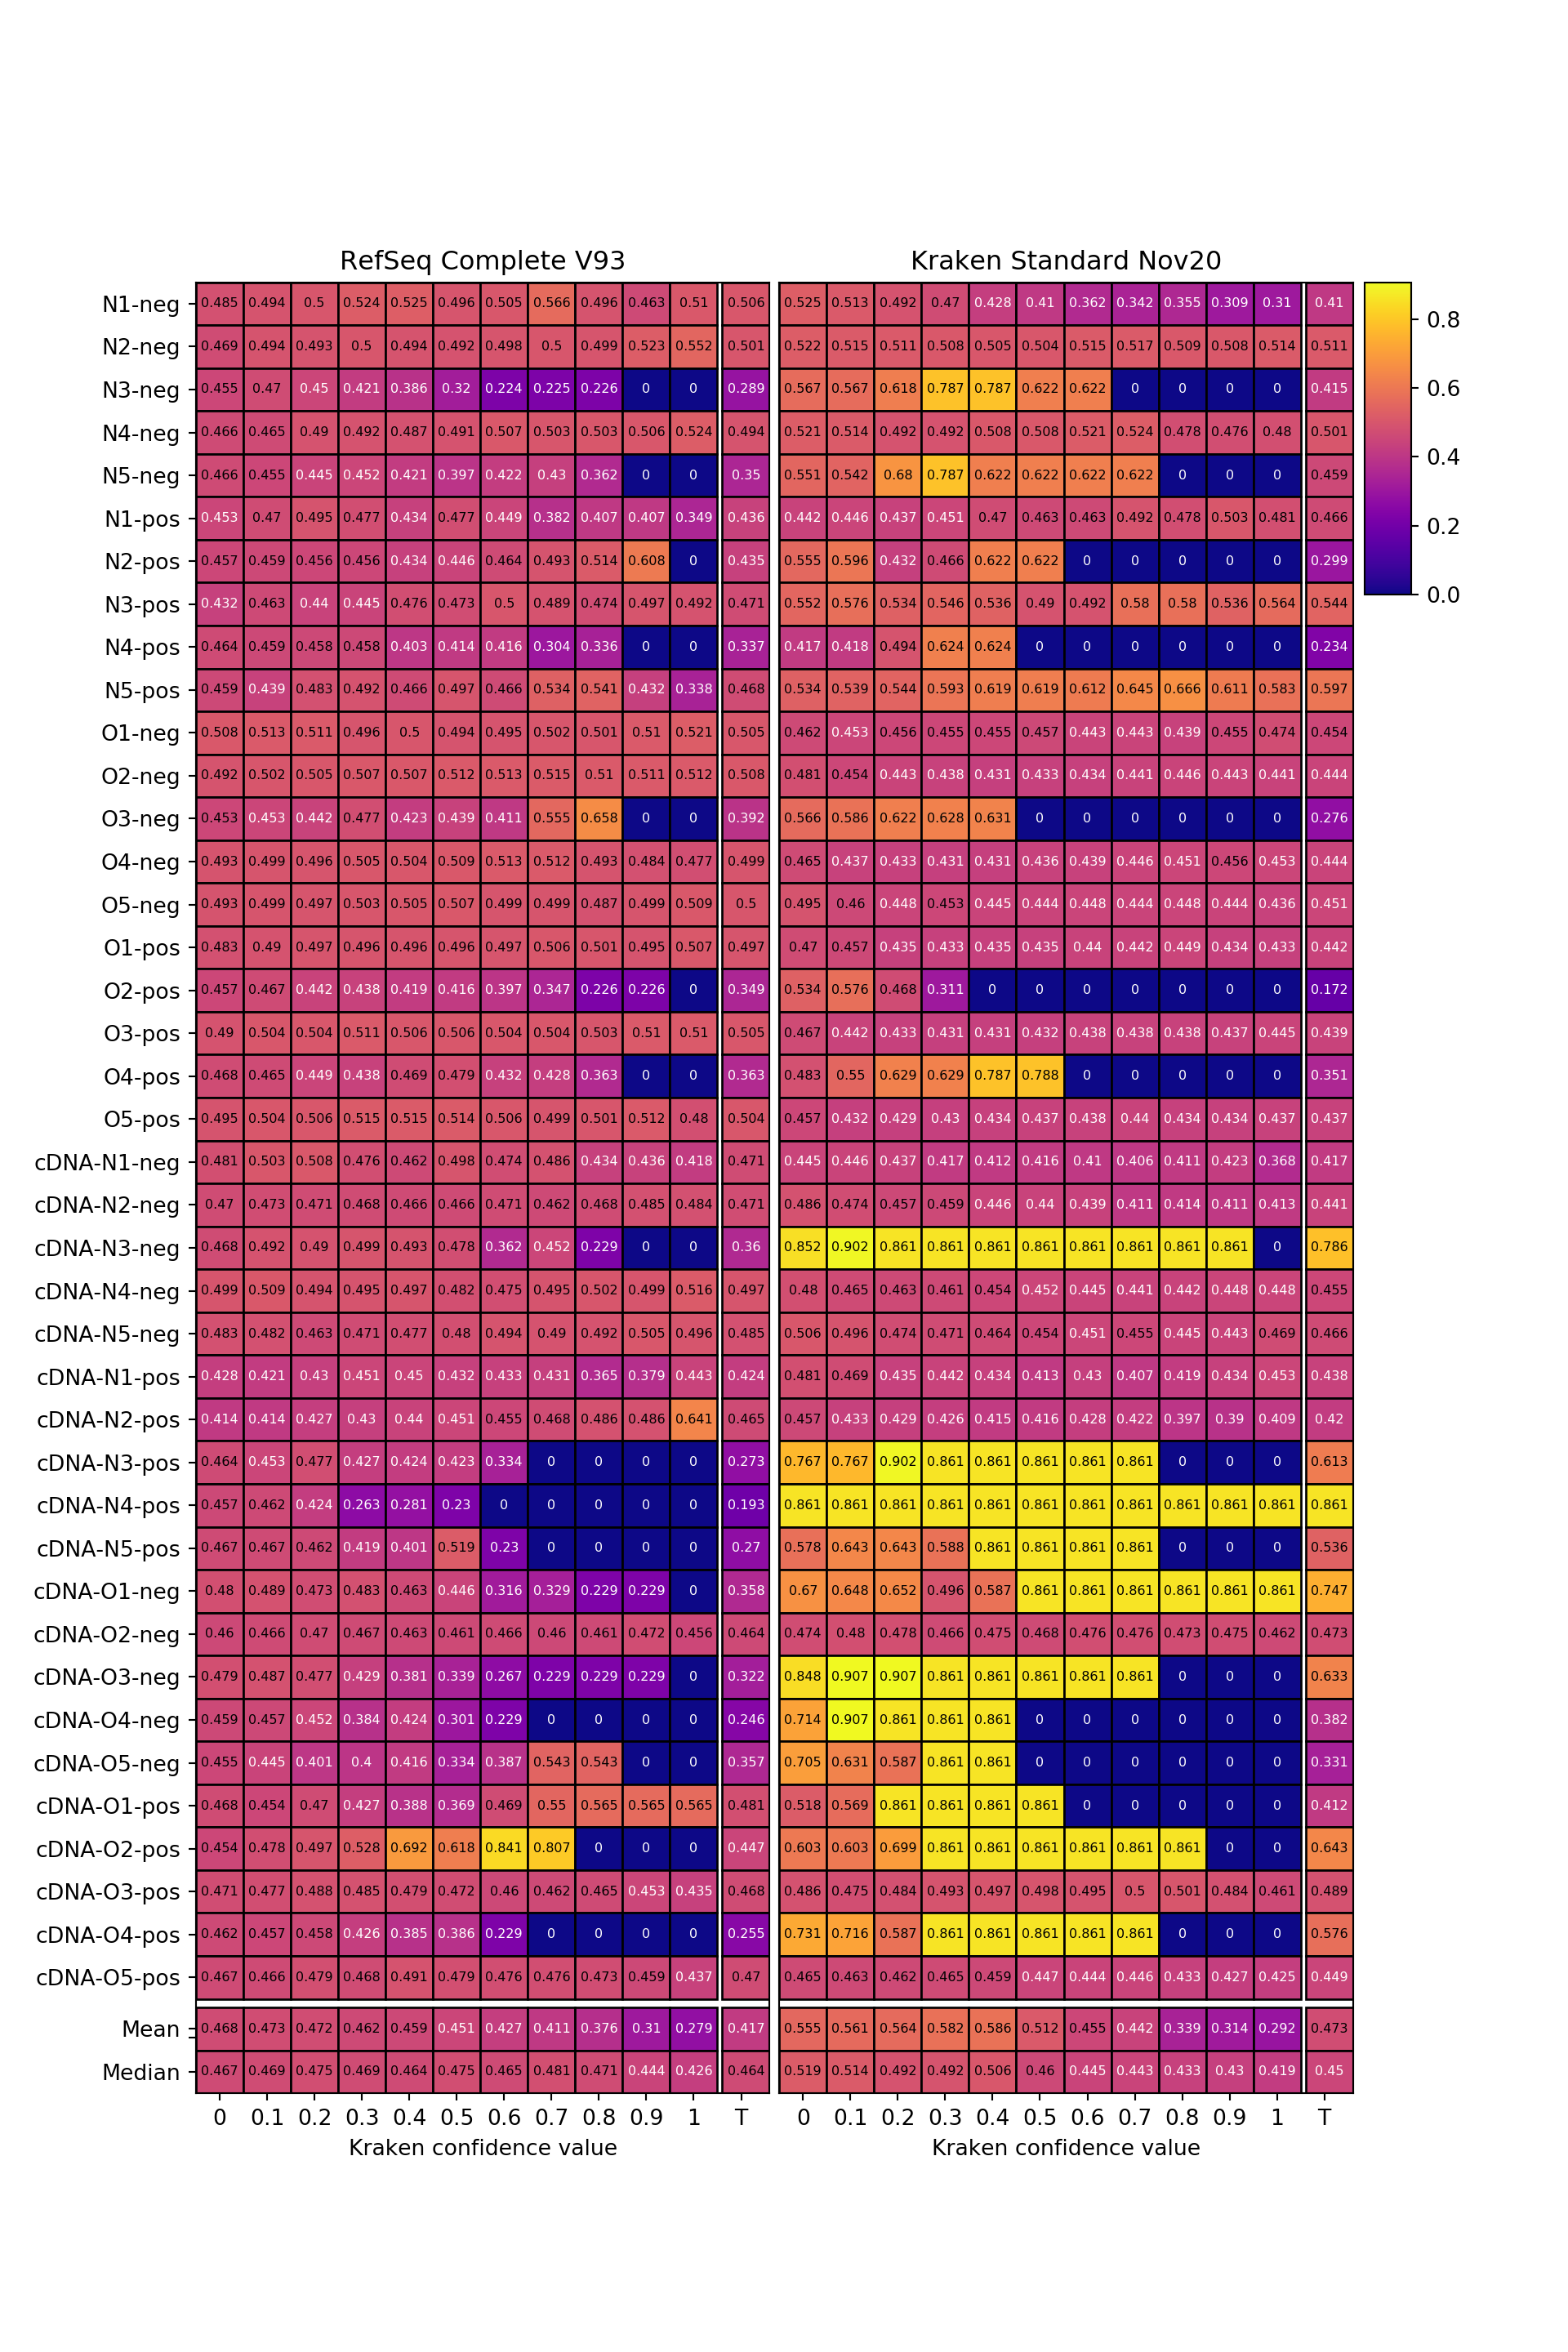 RefSeq Complete V93 Kraken Standard Nov20
N1-neg 0.485 0.494 0.5 0.524 0.525 0.496 0.505 0.566 0.496 0.463 0.51 0.506 0.525 0.513 0.492 0.47 0.428 0.41 0.362 0.342 0.355 0.309 0.31 0.41
N2-neg 0.469 0.494 0.493 0.5 0.494 0.492 0.498 0.5 0.499 0.523 0.552 0.501 0.522 0.515 0.511 0.508 0.505 0.504 0.515 0.517 0.509 0.508 0.514 0.511
N3-neg 0.455 0.47 0.45 0.421 0.386 0.32 0.224 0.225 0.226 0 0 0.289 0.567 0.567 0.618 0.787 0.787 0.622 0.622 0 0 0 0 0.415
N4-neg 0.466 0.465 0.49 0.492 0.487 0.491 0.507 0.503 0.503 0.506 0.524 0.494 0.521 0.514 0.492 0.492 0.508 0.508 0.521 0.524 0.478 0.476 0.48 0.501
N5-neg 0.466 0.455 0.445 0.452 0.421 0.397 0.422 0.43 0.362 0 0 0.35 0.551 0.542 0.68 0.787 0.622 0.622 0.622 0.622 0 0 0 0.459
N1-pos 0.453 0.47 0.495 0.477 0.434 0.477 0.449 0.382 0.407 0.407 0.349 0.436 0.442 0.446 0.437 0.451 0.47 0.463 0.463 0.492 0.478 0.503 0.481 0.466
N2-pos 0.457 0.459 0.456 0.456 0.434 0.446 0.464 0.493 0.514 0.608 0 0.435 0.555 0.596 0.432 0.466 0.622 0.622 0 0 0 0 0 0.299
N3-pos 0.432 0.463 0.44 0.445 0.476 0.473 0.5 0.489 0.474 0.497 0.492 0.471 0.552 0.576 0.534 0.546 0.536 0.49 0.492 0.58 0.58 0.536 0.564 0.544
N4-pos 0.464 0.459 0.458 0.458 0.403 0.414 0.416 0.304 0.336 0 0 0.337 0.417 0.418 0.494 0.624 0.624 0 0 0 0 0 0 0.234
N5-pos 0.459 0.439 0.483 0.492 0.466 0.497 0.466 0.534 0.541 0.432 0.338 0.468 0.534 0.539 0.544 0.593 0.619 0.619 0.612 0.645 0.666 0.611 0.583 0.597
O1-neg 0.508 0.513 0.511 0.496 0.5 0.494 0.495 0.502 0.501 0.51 0.521 0.505 0.462 0.453 0.456 0.455 0.455 0.457 0.443 0.443 0.439 0.455 0.474 0.454
O2-neg 0.492 0.502 0.505 0.507 0.507 0.512 0.513 0.515 0.51 0.511 0.512 0.508 0.481 0.454 0.443 0.438 0.431 0.433 0.434 0.441 0.446 0.443 0.441 0.444
O3-neg 0.453 0.453 0.442 0.477 0.423 0.439 0.411 0.555 0.658 0 0 0.392 0.566 0.586 0.622 0.628 0.631 0 0 0 0 0 0 0.276
O4-neg 0.493 0.499 0.496 0.505 0.504 0.509 0.513 0.512 0.493 0.484 0.477 0.499 0.465 0.437 0.433 0.431 0.431 0.436 0.439 0.446 0.451 0.456 0.453 0.444
O5-neg 0.493 0.499 0.497 0.503 0.505 0.507 0.499 0.499 0.487 0.499 0.509 0.5 0.495 0.46 0.448 0.453 0.445 0.444 0.448 0.444 0.448 0.444 0.436 0.451
O1-pos 0.483 0.49 0.497 0.496 0.496 0.496 0.497 0.506 0.501 0.495 0.507 0.497 0.47 0.457 0.435 0.433 0.435 0.435 0.44 0.442 0.449 0.434 0.433 0.442
O2-pos 0.457 0.467 0.442 0.438 0.419 0.416 0.397 0.347 0.226 0.226 0 0.349 0.534 0.576 0.468 0.311 0 0 0 0 0 0 0 0.172
O3-pos 0.49 0.504 0.504 0.511 0.506 0.506 0.504 0.504 0.503 0.51 0.51 0.505 0.467 0.442 0.433 0.431 0.431 0.432 0.438 0.438 0.438 0.437 0.445 0.439
O4-pos 0.468 0.465 0.449 0.438 0.469 0.479 0.432 0.428 0.363 0 0 0.363 0.483 0.55 0.629 0.629 0.787 0.788 0 0 0 0 0 0.351
O5-pos 0.495 0.504 0.506 0.515 0.515 0.514 0.506 0.499 0.501 0.512 0.48 0.504 0.457 0.432 0.429 0.43 0.434 0.437 0.438 0.44 0.434 0.434 0.437 0.437
cDNA-N1-neg 0.481 0.503 0.508 0.476 0.462 0.498 0.474 0.486 0.434 0.436 0.418 0.471 0.445 0.446 0.437 0.417 0.412 0.416 0.41 0.406 0.411 0.423 0.368 0.417
cDNA-N2-neg 0.47 0.473 0.471 0.468 0.466 0.466 0.471 0.462 0.468 0.485 0.484 0.471 0.486 0.474 0.457 0.459 0.446 0.44 0.439 0.411 0.414 0.411 0.413 0.441
cDNA-N3-neg 0.468 0.492 0.49 0.499 0.493 0.478 0.362 0.452 0.229 0 0 0.36 0.852 0.902 0.861 0.861 0.861 0.861 0.861 0.861 0.861 0.861 0 0.786
cDNA-N4-neg 0.499 0.509 0.494 0.495 0.497 0.482 0.475 0.495 0.502 0.499 0.516 0.497 0.48 0.465 0.463 0.461 0.454 0.452 0.445 0.441 0.442 0.448 0.448 0.455
cDNA-N5-neg 0.483 0.482 0.463 0.471 0.477 0.48 0.494 0.49 0.492 0.505 0.496 0.485 0.506 0.496 0.474 0.471 0.464 0.454 0.451 0.455 0.445 0.443 0.469 0.466
cDNA-N1-pos 0.428 0.421 0.43 0.451 0.45 0.432 0.433 0.431 0.365 0.379 0.443 0.424 0.481 0.469 0.435 0.442 0.434 0.413 0.43 0.407 0.419 0.434 0.453 0.438
cDNA-N2-pos 0.414 0.414 0.427 0.43 0.44 0.451 0.455 0.468 0.486 0.486 0.641 0.465 0.457 0.433 0.429 0.426 0.415 0.416 0.428 0.422 0.397 0.39 0.409 0.42
cDNA-N3-pos 0.464 0.453 0.477 0.427 0.424 0.423 0.334 0 0 0 0 0.273 0.767 0.767 0.902 0.861 0.861 0.861 0.861 0.861 0 0 0 0.613
cDNA-N4-pos 0.457 0.462 0.424 0.263 0.281 0.23 0 0 0 0 0 0.193 0.861 0.861 0.861 0.861 0.861 0.861 0.861 0.861 0.861 0.861 0.861 0.861
cDNA-N5-pos 0.467 0.467 0.462 0.419 0.401 0.519 0.23 0 0 0 0 0.27 0.578 0.643 0.643 0.588 0.861 0.861 0.861 0.861 0 0 0 0.536
cDNA-O1-neg 0.48 0.489 0.473 0.483 0.463 0.446 0.316 0.329 0.229 0.229 0 0.358 0.67 0.648 0.652 0.496 0.587 0.861 0.861 0.861 0.861 0.861 0.861 0.747
cDNA-O2-neg 0.46 0.466 0.47 0.467 0.463 0.461 0.466 0.46 0.461 0.472 0.456 0.464 0.474 0.48 0.478 0.466 0.475 0.468 0.476 0.476 0.473 0.475 0.462 0.473
cDNA-O3-neg 0.479 0.487 0.477 0.429 0.381 0.339 0.267 0.229 0.229 0.229 0 0.322 0.848 0.907 0.907 0.861 0.861 0.861 0.861 0.861 0 0 0 0.633
cDNA-O4-neg 0.459 0.457 0.452 0.384 0.424 0.301 0.229 0 0 0 0 0.246 0.714 0.907 0.861 0.861 0.861 0 0 0 0 0 0 0.382
cDNA-O5-neg 0.455 0.445 0.401 0.4 0.416 0.334 0.387 0.543 0.543 0 0 0.357 0.705 0.631 0.587 0.861 0.861 0 0 0 0 0 0 0.331
cDNA-O1-pos 0.468 0.454 0.47 0.427 0.388 0.369 0.469 0.55 0.565 0.565 0.565 0.481 0.518 0.569 0.861 0.861 0.861 0.861 0 0 0 0 0 0.412
cDNA-O2-pos 0.454 0.478 0.497 0.528 0.692 0.618 0.841 0.807 0 0 0 0.447 0.603 0.603 0.699 0.861 0.861 0.861 0.861 0.861 0.861 0 0 0.643
cDNA-O3-pos 0.471 0.477 0.488 0.485 0.479 0.472 0.46 0.462 0.465 0.453 0.435 0.468 0.486 0.475 0.484 0.493 0.497 0.498 0.495 0.5 0.501 0.484 0.461 0.489
cDNA-O4-pos 0.462 0.457 0.458 0.426 0.385 0.386 0.229 0 0 0 0 0.255 0.731 0.716 0.587 0.861 0.861 0.861 0.861 0.861 0 0 0 0.576
cDNA-O5-pos 0.467 0.466 0.479 0.468 0.491 0.479 0.476 0.476 0.473 0.459 0.437 0.47 0.465 0.463 0.462 0.465 0.459 0.447 0.444 0.446 0.433 0.427 0.425 0.449
Mean 0.468 0.473 0.472 0.462 0.459 0.451 0.427 0.411 0.376 0.31 0.279 0.417 0.555 0.561 0.564 0.582 0.586 0.512 0.455 0.442 0.339 0.314 0.292 0.473
Median 0.467 0.469 0.475 0.469 0.464 0.475 0.465 0.481 0.471 0.444 0.426 0.464 0.519 0.514 0.492 0.492 0.506 0.46 0.445 0.443 0.433 0.43 0.419 0.45
0 0.1 0.2 0.3 0.4 0.5 0.6 0.7 0.8 0.9 1 T 0 0.1 0.2 0.3 0.4 0.5 0.6 0.7 0.8 0.9 1 T
Kraken confidence value Kraken confidence value
0.8
0.6
0.4
0.2
0.0